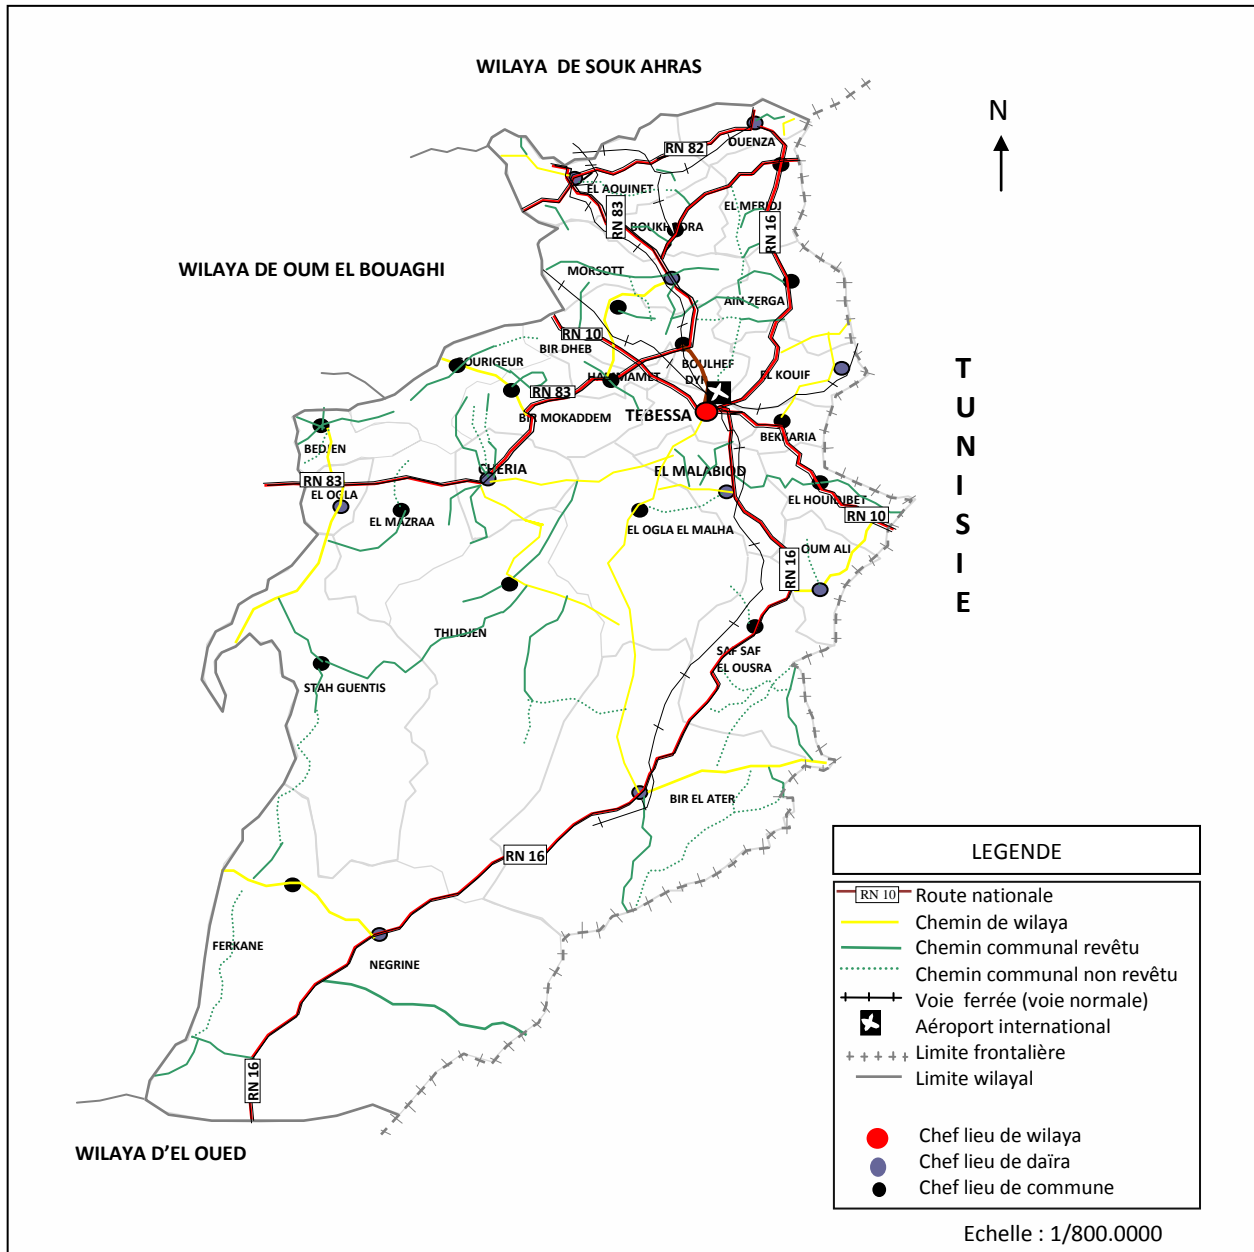 WILAYA DE SOUK AHRAS
N
OUENZA
RN 82
EL AOUINET
EL MERIDJ
RN 83
BOUKHADRA
RN 16
WILAYA DE OUM EL BOUAGHI
MORSOTT
AIN ZERGA
RN 10
BIR DHEB
BOULHEF
DYR
EL KOUIF
OURIGEUR
HAMMAMET
RN 83
TEBESSA
BIR MOKADDEM
BEKKARIA
BEDJEN
CHERIA
EL MALABIOD
RN 83
EL OGLA
EL HOUIDJBET
EL MAZRAA
EL OGLA EL MALHA
RN 10
OUM ALI
RN 16
THLIDJEN
SAF SAF
EL OUSRA
STAH GUENTIS
BIR EL ATER
RN 16
FERKANE
NEGRINE
RN 16
WILAYA D'EL OUED
T
U
N
I
S
I
E
LEGENDE
RN 10 Route nationale
Chemin de wilaya
Chemin communal revêtu
Chemin communal non revêtu
Voie ferrée (voie normale)
Aéroport international
Limite frontalière
Limite wilayal
Chef lieu de wilaya
Chef lieu de daïra
Chef lieu de commune
Echelle : 1/800.0000